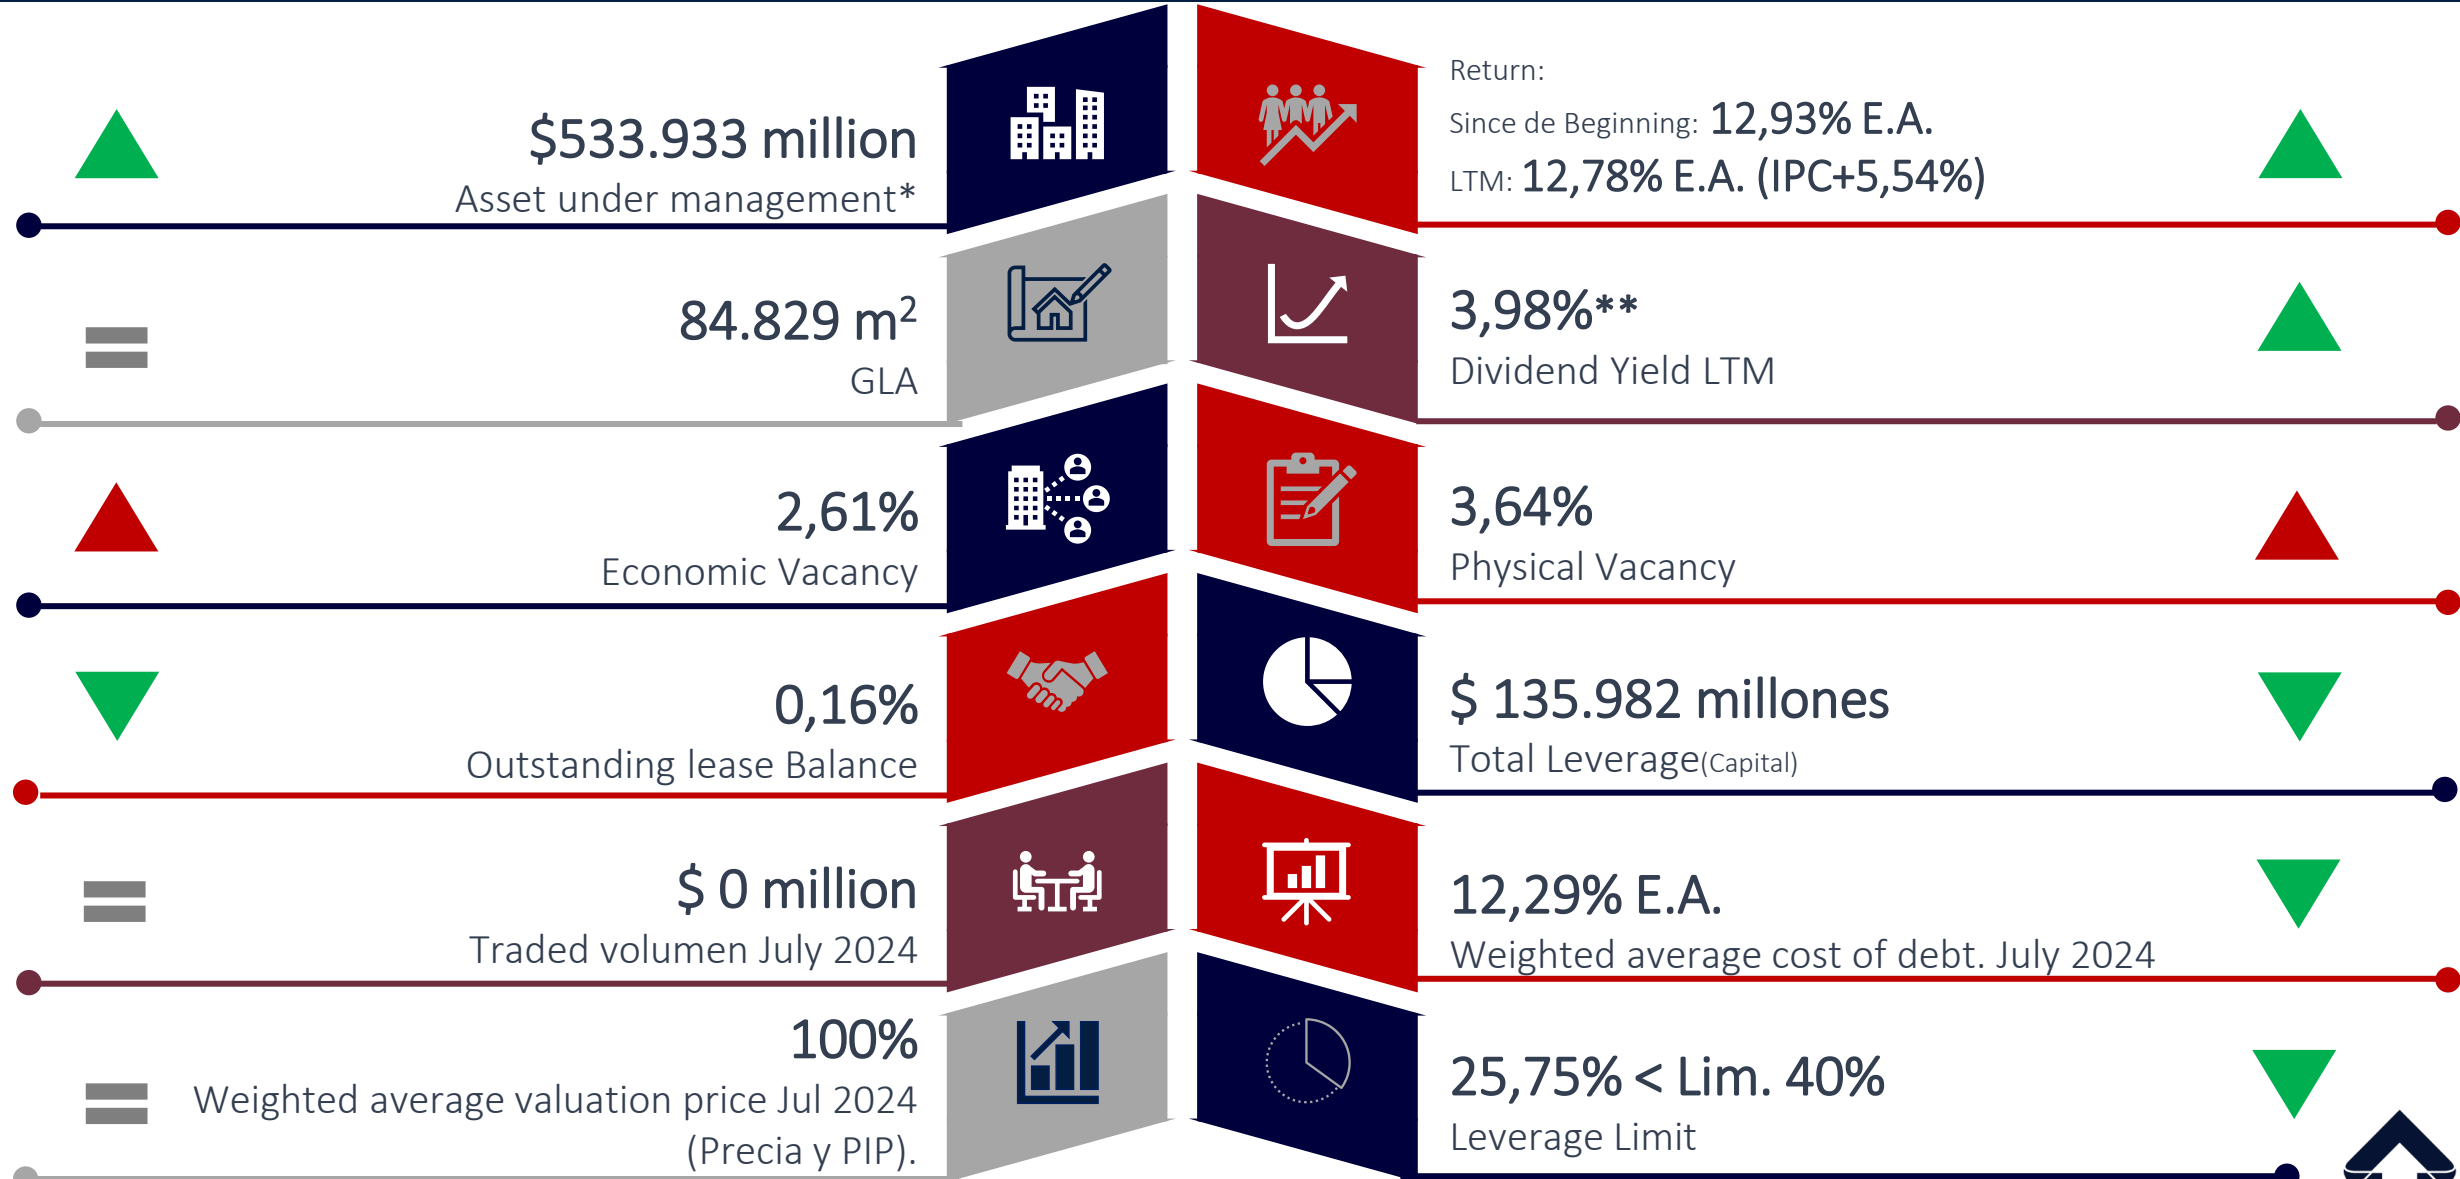 $533.933 million
Asset under management*
Return:
Since de Beginning: 12,93% E.A.
LTM: 12,78% E.A. (IPC+5,54%)
84.829 m²
GLA
3,98%**
Dividend Yield LTM
2,61%
Economic Vacancy
3,64%
Physical Vacancy
0,16%
Outstanding lease Balance
$ 135.982 millones
Total Leverage(Capital)
$ 0 million
Traded volumen July 2024
12,29% E.A.
Weighted average cost of debt. July 2024
100%
Weighted average valuation price Jul 2024
(Precia y PIP).
25,75% < Lim. 40%
Leverage Limit